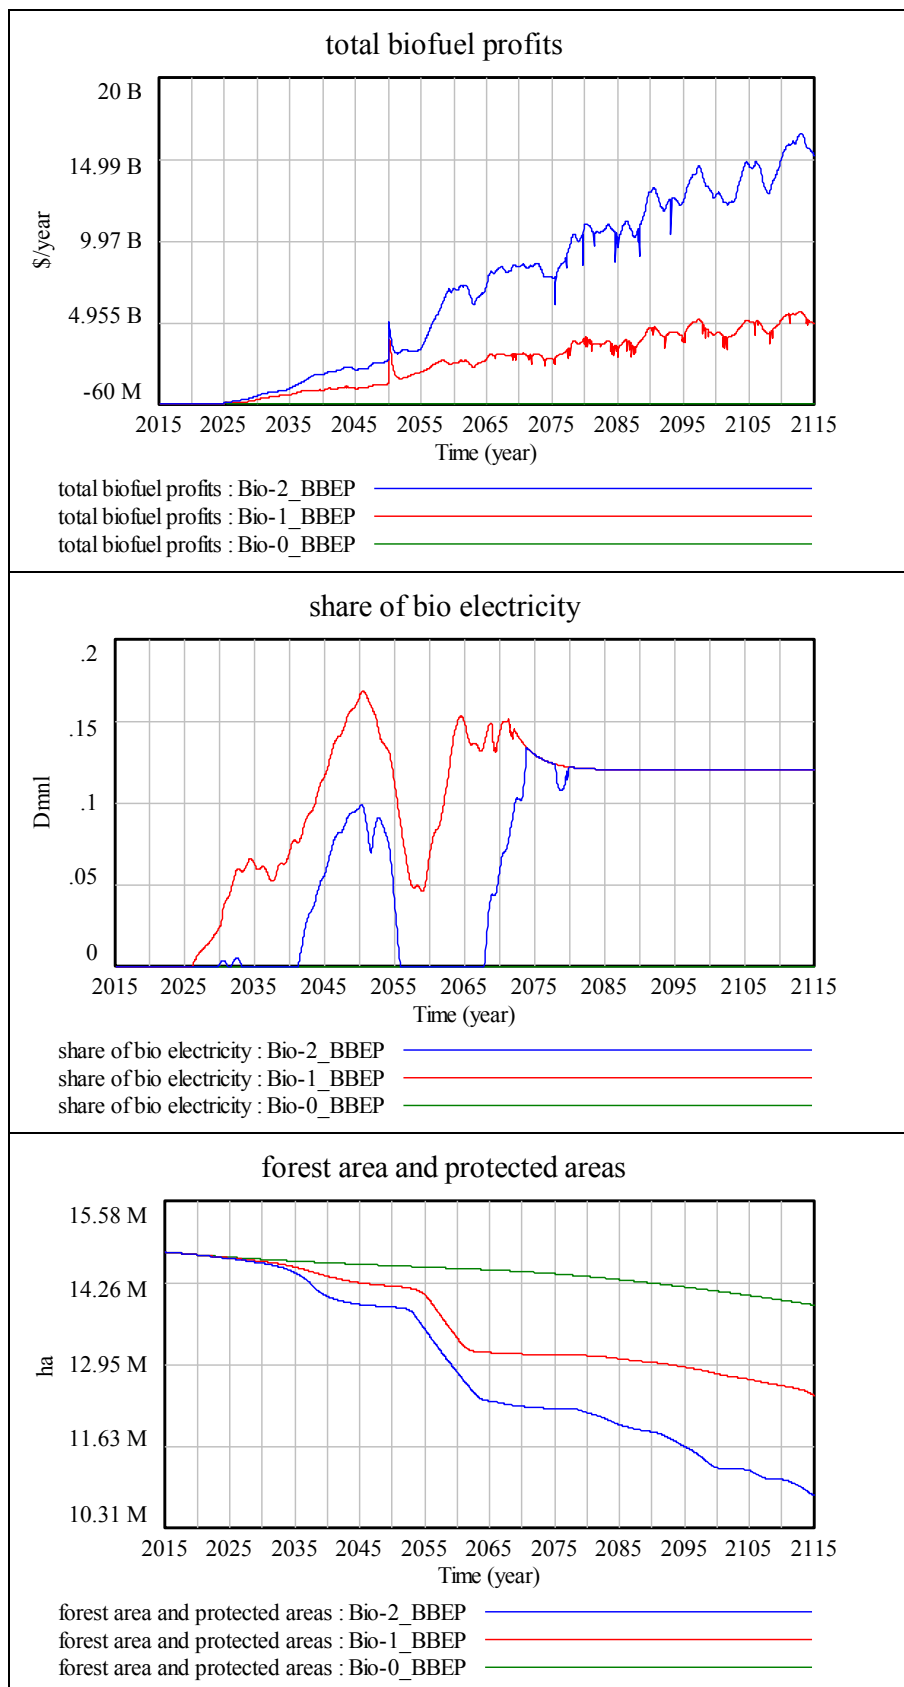 total biofuel profits
20 B
14.99 B
9.97 B
4.955 B
-60 M
$/year
2015 2025 2035 2045 2055 2065 2075 2085 2095 2105 2115
Time (year)
total biofuel profits : Bio-2_BBEP
total biofuel profits : Bio-1_BBEP
total biofuel profits : Bio-0_BBEP
share of bio electricity
.2
.15
.1
.05
0
Dmnl
2015 2025 2035 2045 2055 2065 2075 2085 2095 2105 2115
Time (year)
share of bio electricity : Bio-2_BBEP
share of bio electricity : Bio-1_BBEP
share of bio electricity : Bio-0_BBEP
forest area and protected areas
15.58 M
14.26 M
12.95 M
11.63 M
10.31 M
ha
2015 2025 2035 2045 2055 2065 2075 2085 2095 2105 2115
Time (year)
forest area and protected areas : Bio-2_BBEP
forest area and protected areas : Bio-1_BBEP
forest area and protected areas : Bio-0_BBEP